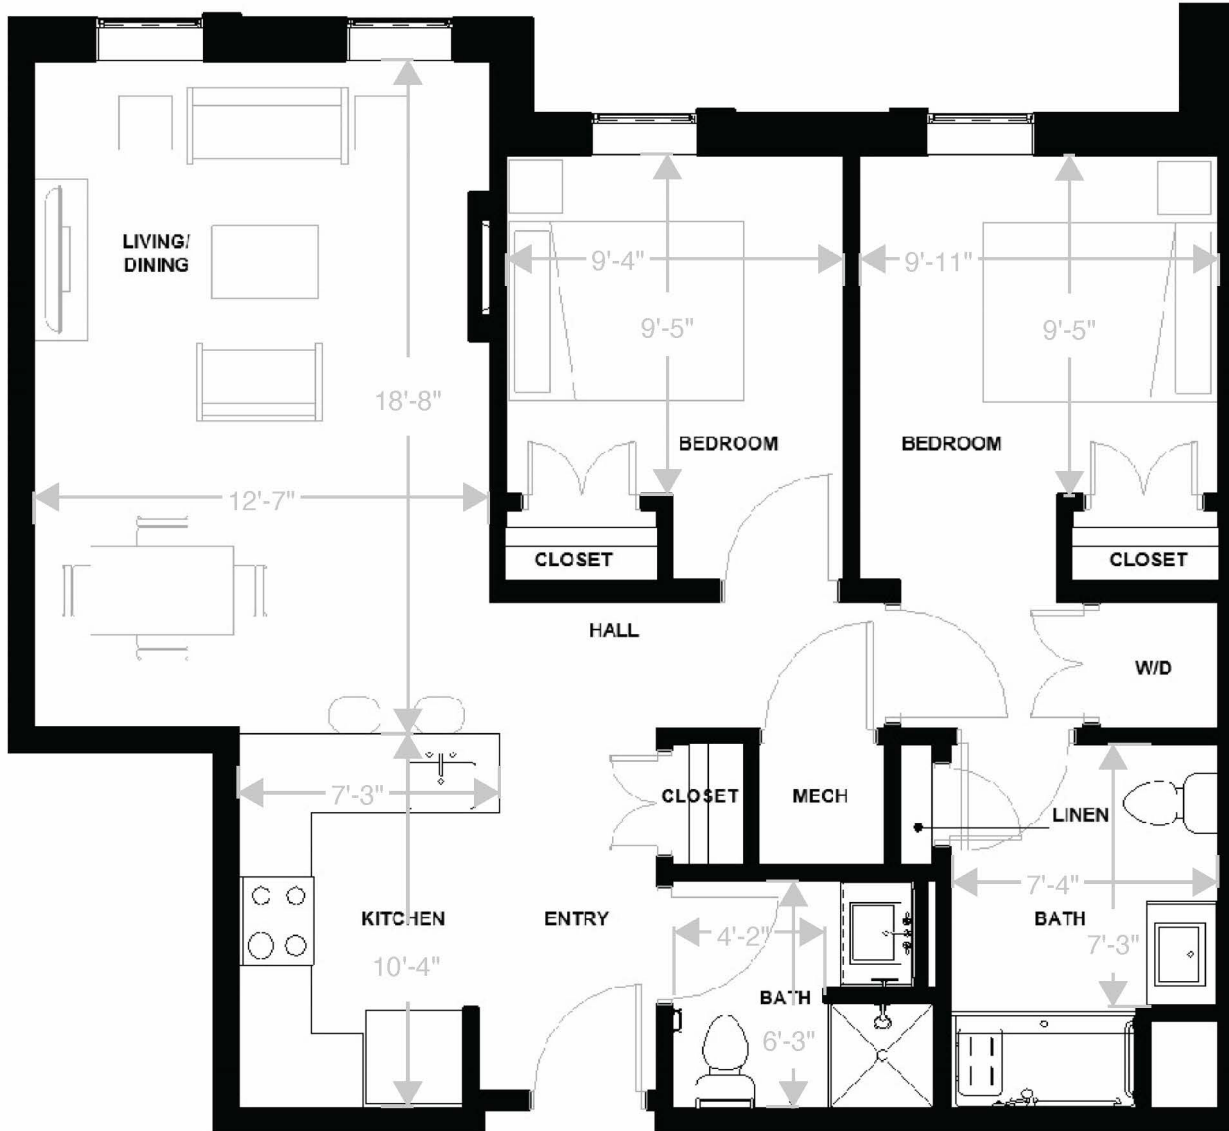 LIVING/
DINING
9'-4"
9'-11"
9'-5"
9'-5"
18'-8"
BEDROOM
BEDROOM
12'-7"
CLOSET
CLOSET
HALL
W/D
7'-3"
CLOSET
MECH
LINEN
7'-4"
KITCHEN
ENTRY
4'-2"
BATH
7'-3"
10'-4"
BATH
6'-3"